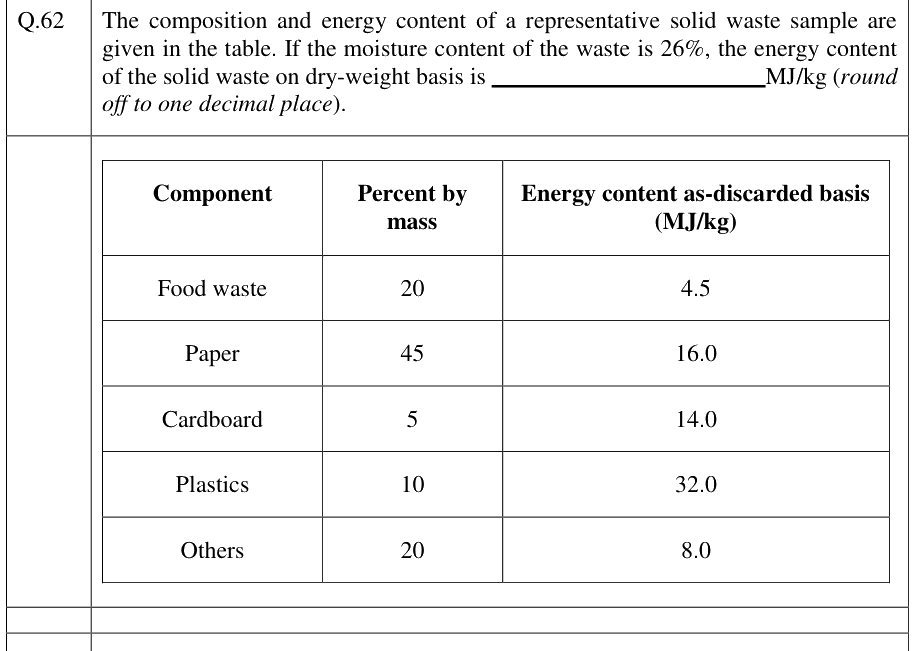 Q.62
The composition and energy content of a representative solid waste sample are
given in the table. If the moisture content of the waste is 26%, the energy content
of the solid waste on dry-weight basis is ____________________MJ/kg (round
off to one decimal place).
Component Percent by mass Energy content as-discarded basis (MJ/kg)
Food waste 20 4.5
Paper 45 16.0
Cardboard 5 14.0
Plastics 10 32.0
Others 20 8.0